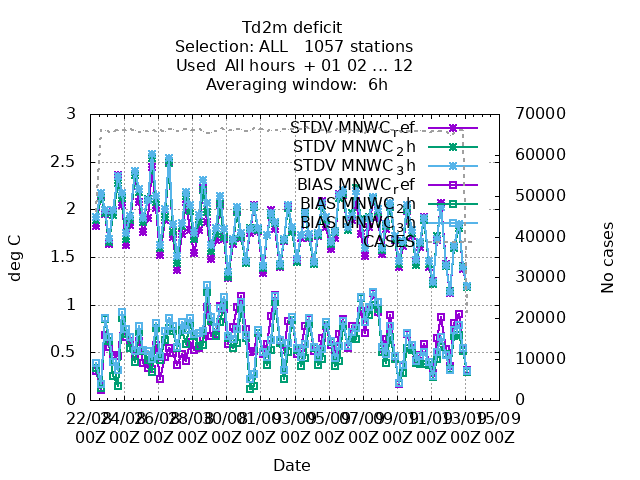 Td2m deficit
Selection: ALL   1057 stations
Used  All hours  + 01 02 ... 12
Averaging window:  6h
3
2.5
2
1.5
1
0.5
0
deg C
STDV MNWC_ref
STDV MNWC_2h
STDV MNWC_3h
BIAS MNWC_ref
BIAS MNWC_2h
BIAS MNWC_3h
CASES
70000
60000
50000
40000
30000
20000
10000
0
No cases
22/08 24/08 26/08 28/08 30/08 01/09 03/09 05/09 07/09 09/09 11/09 13/09 15/09
00Z 00Z 00Z 00Z 00Z 00Z 00Z 00Z 00Z 00Z 00Z 00Z 00Z
Date